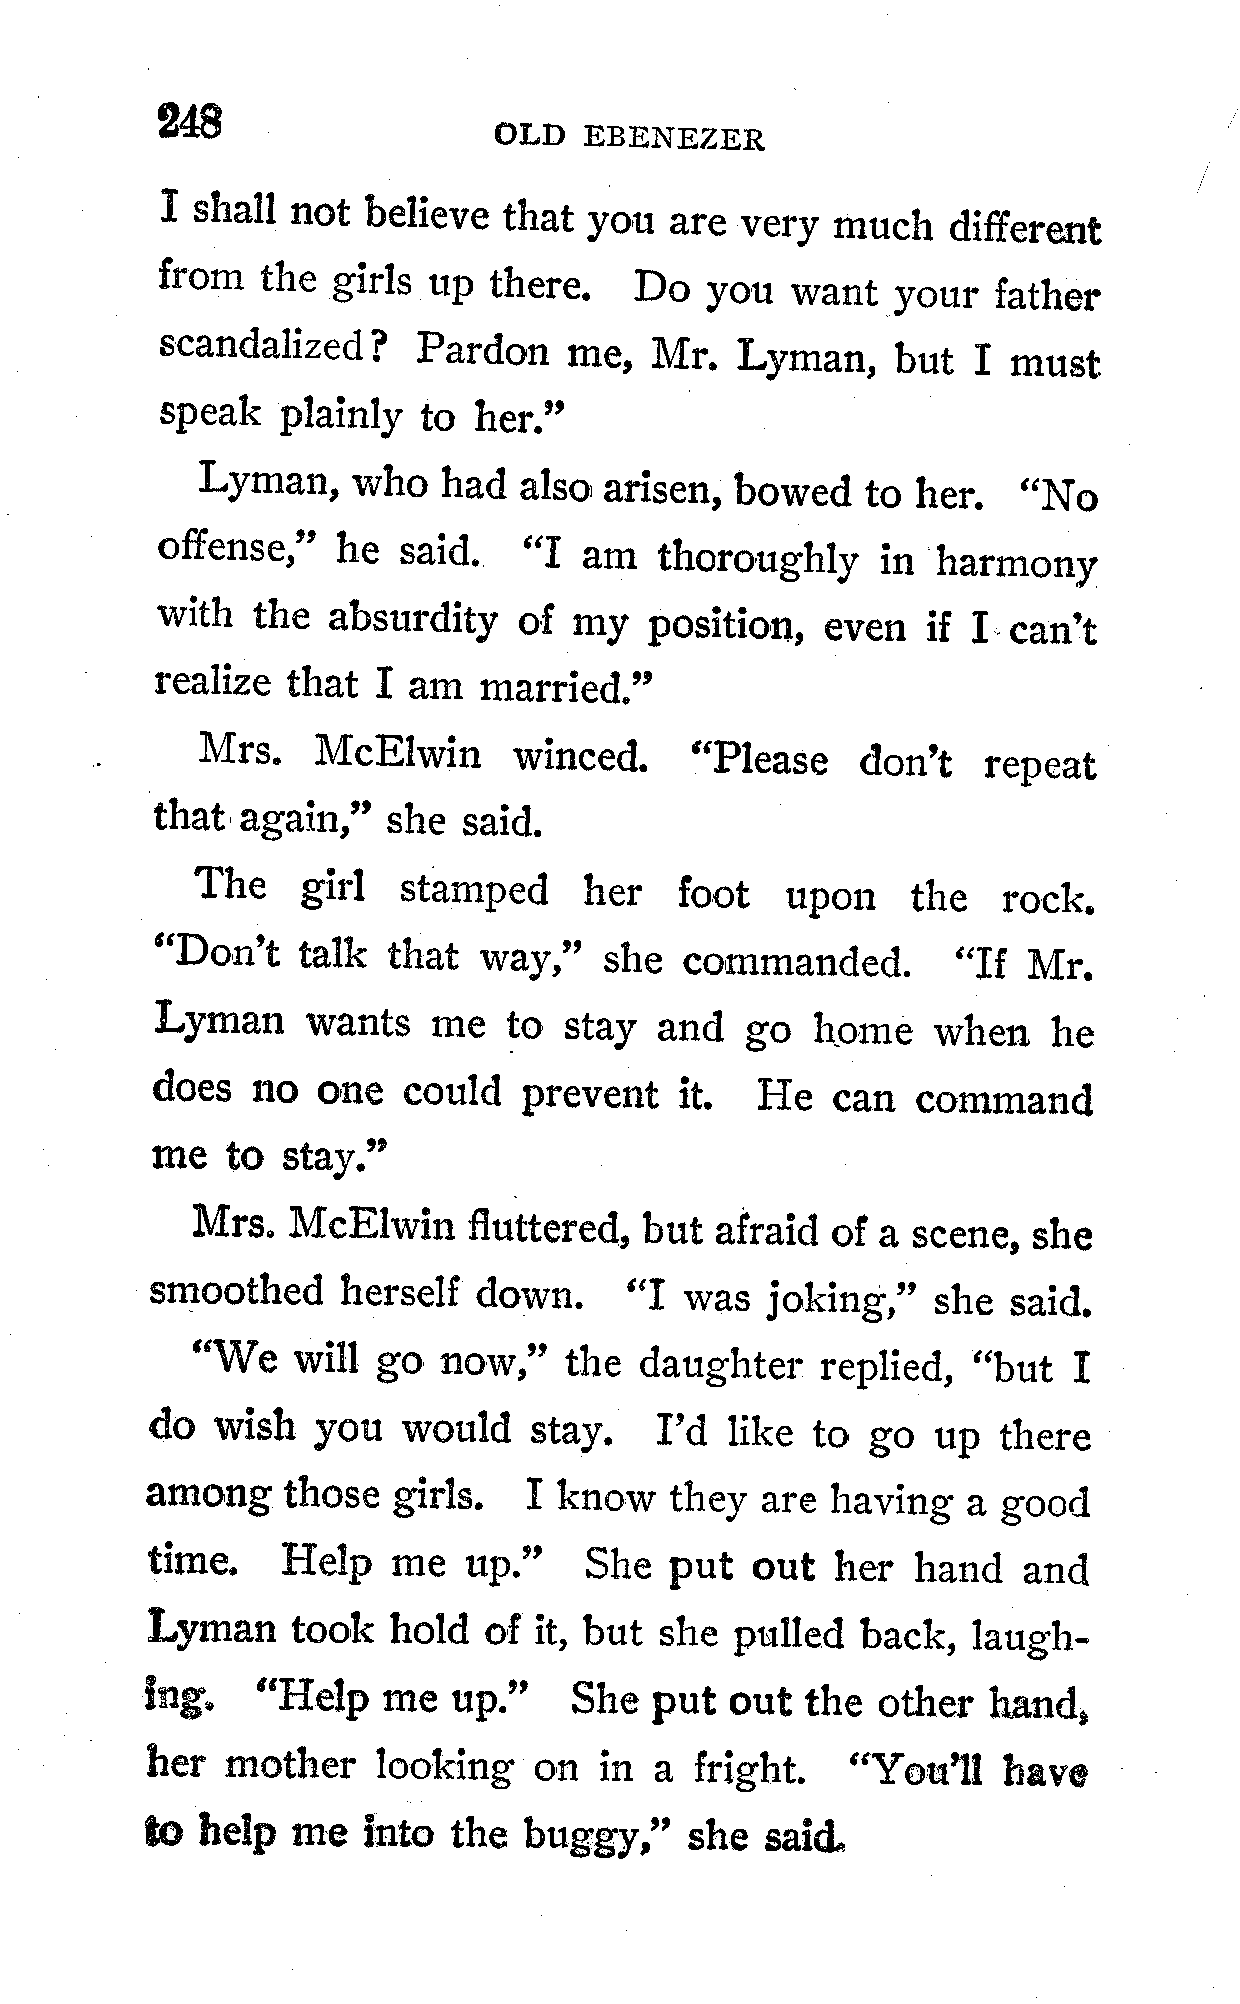 248
OLD EBENEZER
I shall not believe that you are very much different
from the girls up there. Do you want your father
scandalized? Pardon me, Mr. Lyman, but I must
speak plainly to her.”
Lyman, who had also arisen, bowed to her. “No
offense,” he said. “I am thoroughly in harmony
with the absurdity of my position, even if I can’t
realize that I am married.”
Mrs. McElwin winced. “Please don’t repeat
that again,” she said.
The girl stamped her foot upon the rock.
“Don’t talk that way,” she commanded. “If Mr.
Lyman wants me to stay and go home when he
does no one could prevent it. He can command
me to stay.”
Mrs. McElwin fluttered, but afraid of a scene, she
smoothed herself down. “I was joking,” she said.
“We will go now,” the daughter replied, “but I
do wish you would stay. I’d like to go up there
among those girls. I know they are having a good
time. Help me up.” She put out her hand and
Lyman took hold of it, but she pulled back, laugh-
ing. “Help me up.” She put out the other hand,
her mother looking on in a fright. “You’ll have
to help me into the buggy,” she said.